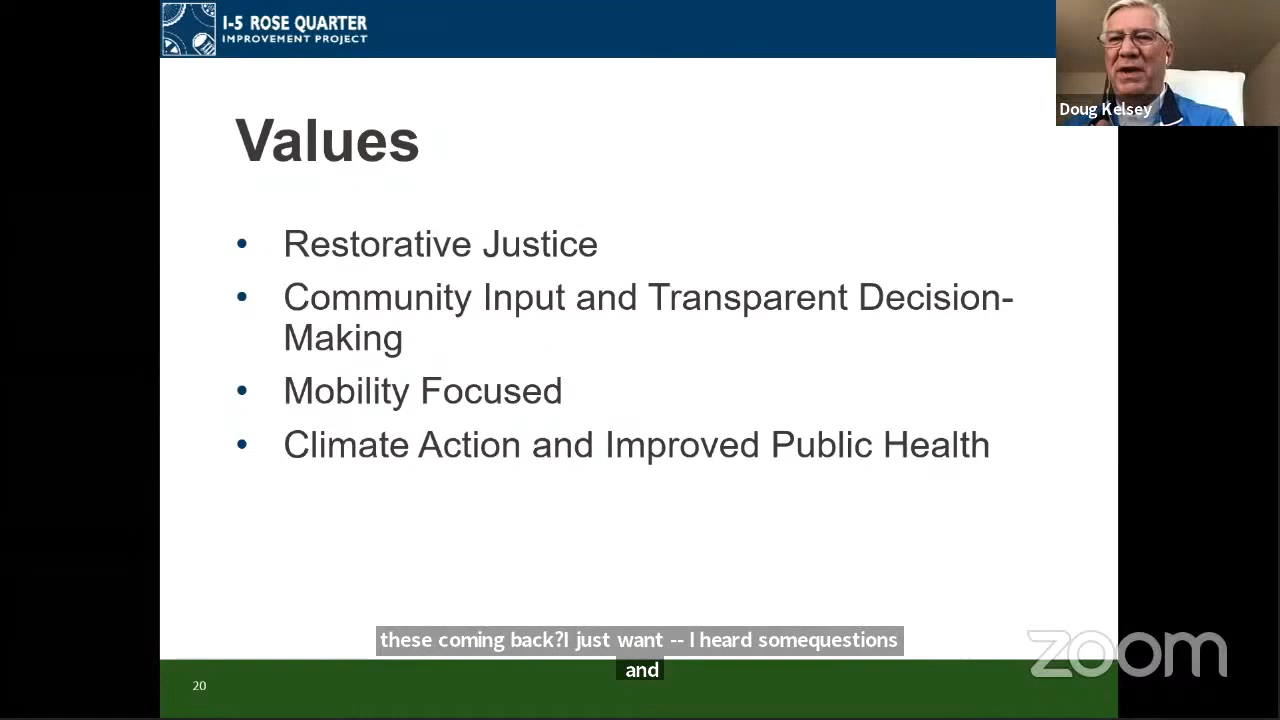 I-5 ROSE QUARTER
IMPROVEMENT PROJECT
Doug Kelsey
Values
• Restorative Justice
• Community Input and Transparent Decision-
Making
• Mobility Focused
• Climate Action and Improved Public Health
these coming back?I just want -- I heard somequestions
and
20
zoom